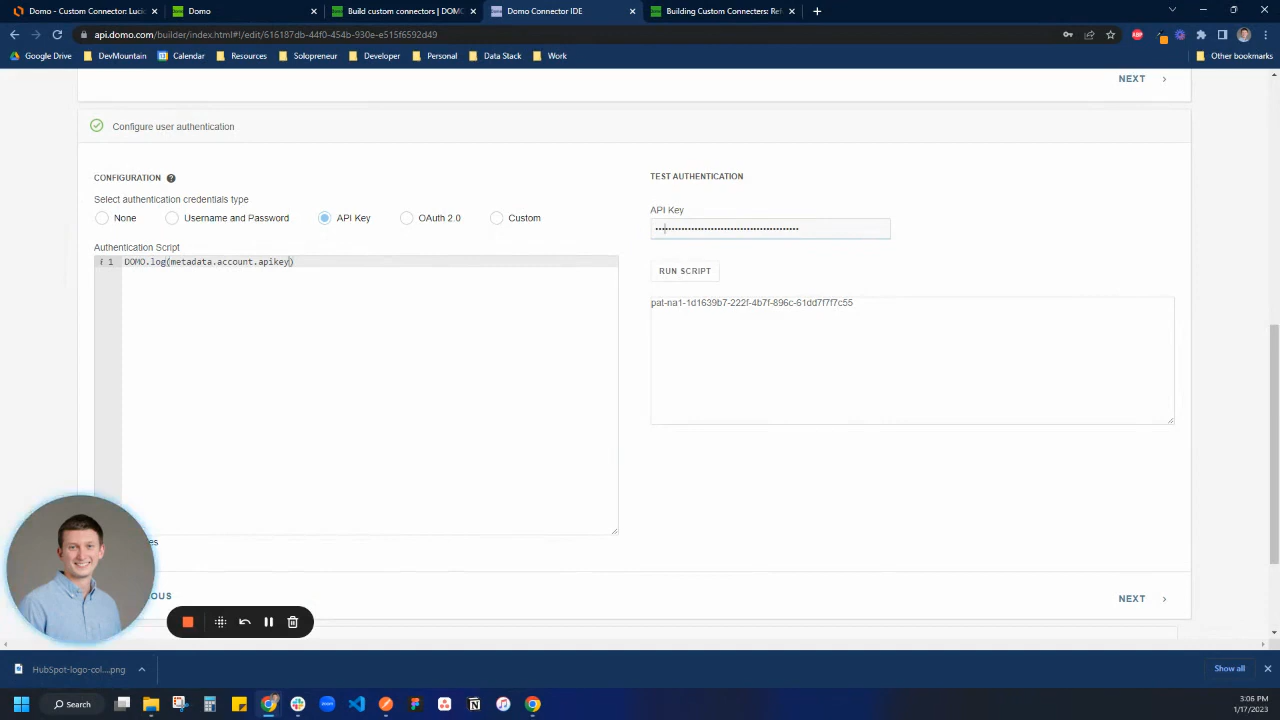 Domo - Custom Connector: Luci
Domo
Build custom connectors | DOMO
Domo Connector IDE
Building Custom Connecters: Re
api.domo.com/builder/index.html#!/edit/616187db-44f0-454b-930e-e515f6592d49
Google Drive
DevMountain
Calendar
Resources
Solopreneur
Developer
Personal
Data Stack
Work
Other bookmarks
NEXT
Configure user authentication
CONFIGURATION
Select authentication credentials type
None
Username and Password
API Key
OAuth 2.0
Custom
Authentication Script
1 DOMO.log(metadata.account.apikey)
TEST AUTHENTICATION
API Key
RUN SCRIPT
pat-na1-1d1639b7-222f-4b7f-896c-61dd7f7f7c55
NEXT
HubSpot-logo-col....png
Show all
Search
3:06 PM
1/17/2023